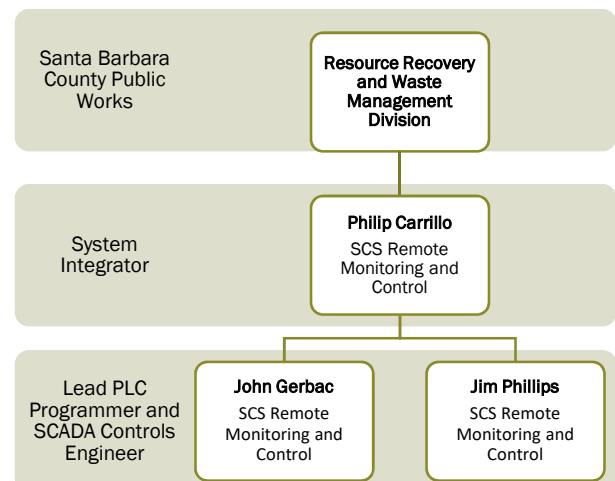 Santa Barbara
County Public
Works
Resource Recovery
and Waste
Management
Division
System
Integrator
Philip Carrillo
SCS Remote
Monitoring and
Control
Lead PLC
Programmer and
SCADA Controls
Engineer
John Gerbac
SCS Remote
Monitoring and
Control
Jim Phillips
SCS Remote
Monitoring and
Control